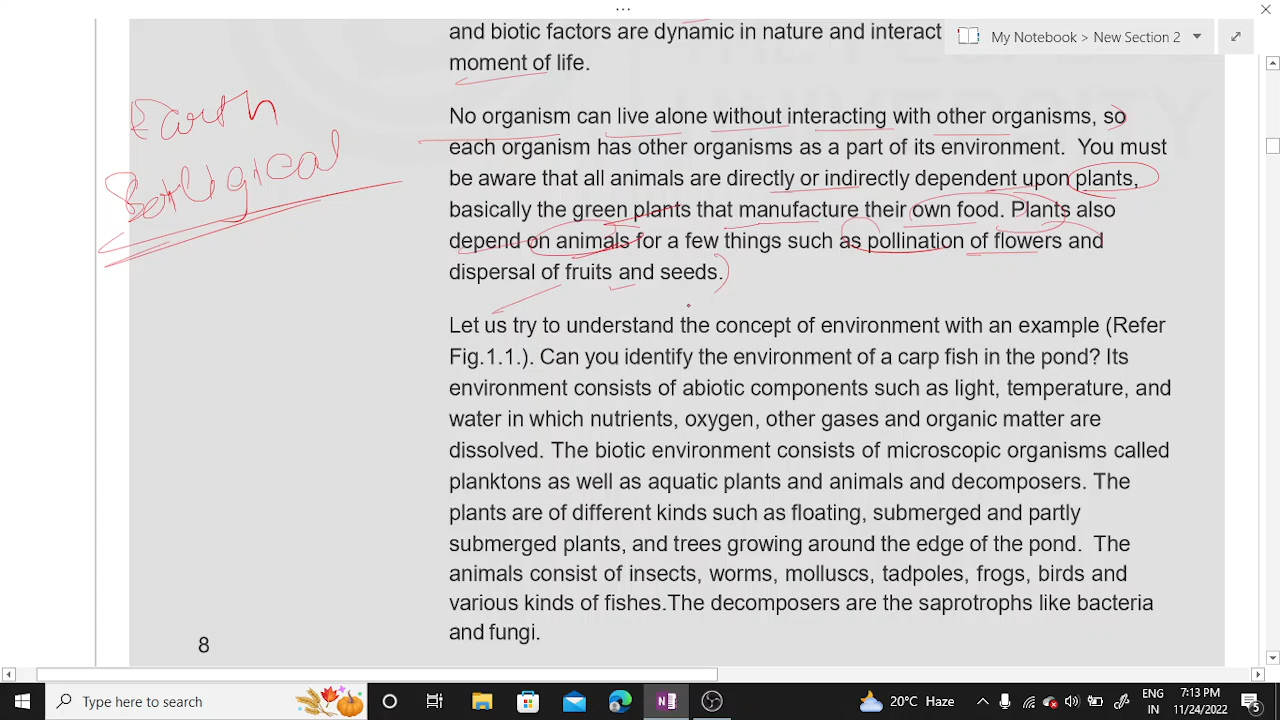 and biotic factors are dynamic in nature and interact
My Notebook > New Section 2
moment of life.
Earth
No organism can live alone without interacting with other organisms, so
each organism has other organisms as a part of its environment. You must
be aware that all animals are directly or indirectly dependent upon plants,
basically the green plants that manufacture their own food. Plants also
depend on animals for a few things such as pollination of flowers and
dispersal of fruits and seeds.
Let us try to understand the concept of environment with an example (Refer
Fig.1.1.). Can you identify the environment of a carp fish in the pond? Its
environment consists of abiotic components such as light, temperature, and
water in which nutrients, oxygen, other gases and organic matter are
dissolved. The biotic environment consists of microscopic organisms called
planktons as well as aquatic plants and animals and decomposers. The
plants are of different kinds such as floating, submerged and partly
submerged plants, and trees growing around the edge of the pond. The
animals consist of insects, worms, molluscs, tadpoles, frogs, birds and
various kinds of fishes.The decomposers are the saprotrophs like bacteria
and fungi.
8
Type here to search
20°C Haze
ENG
IN
7:13 PM
11/24/2022
5